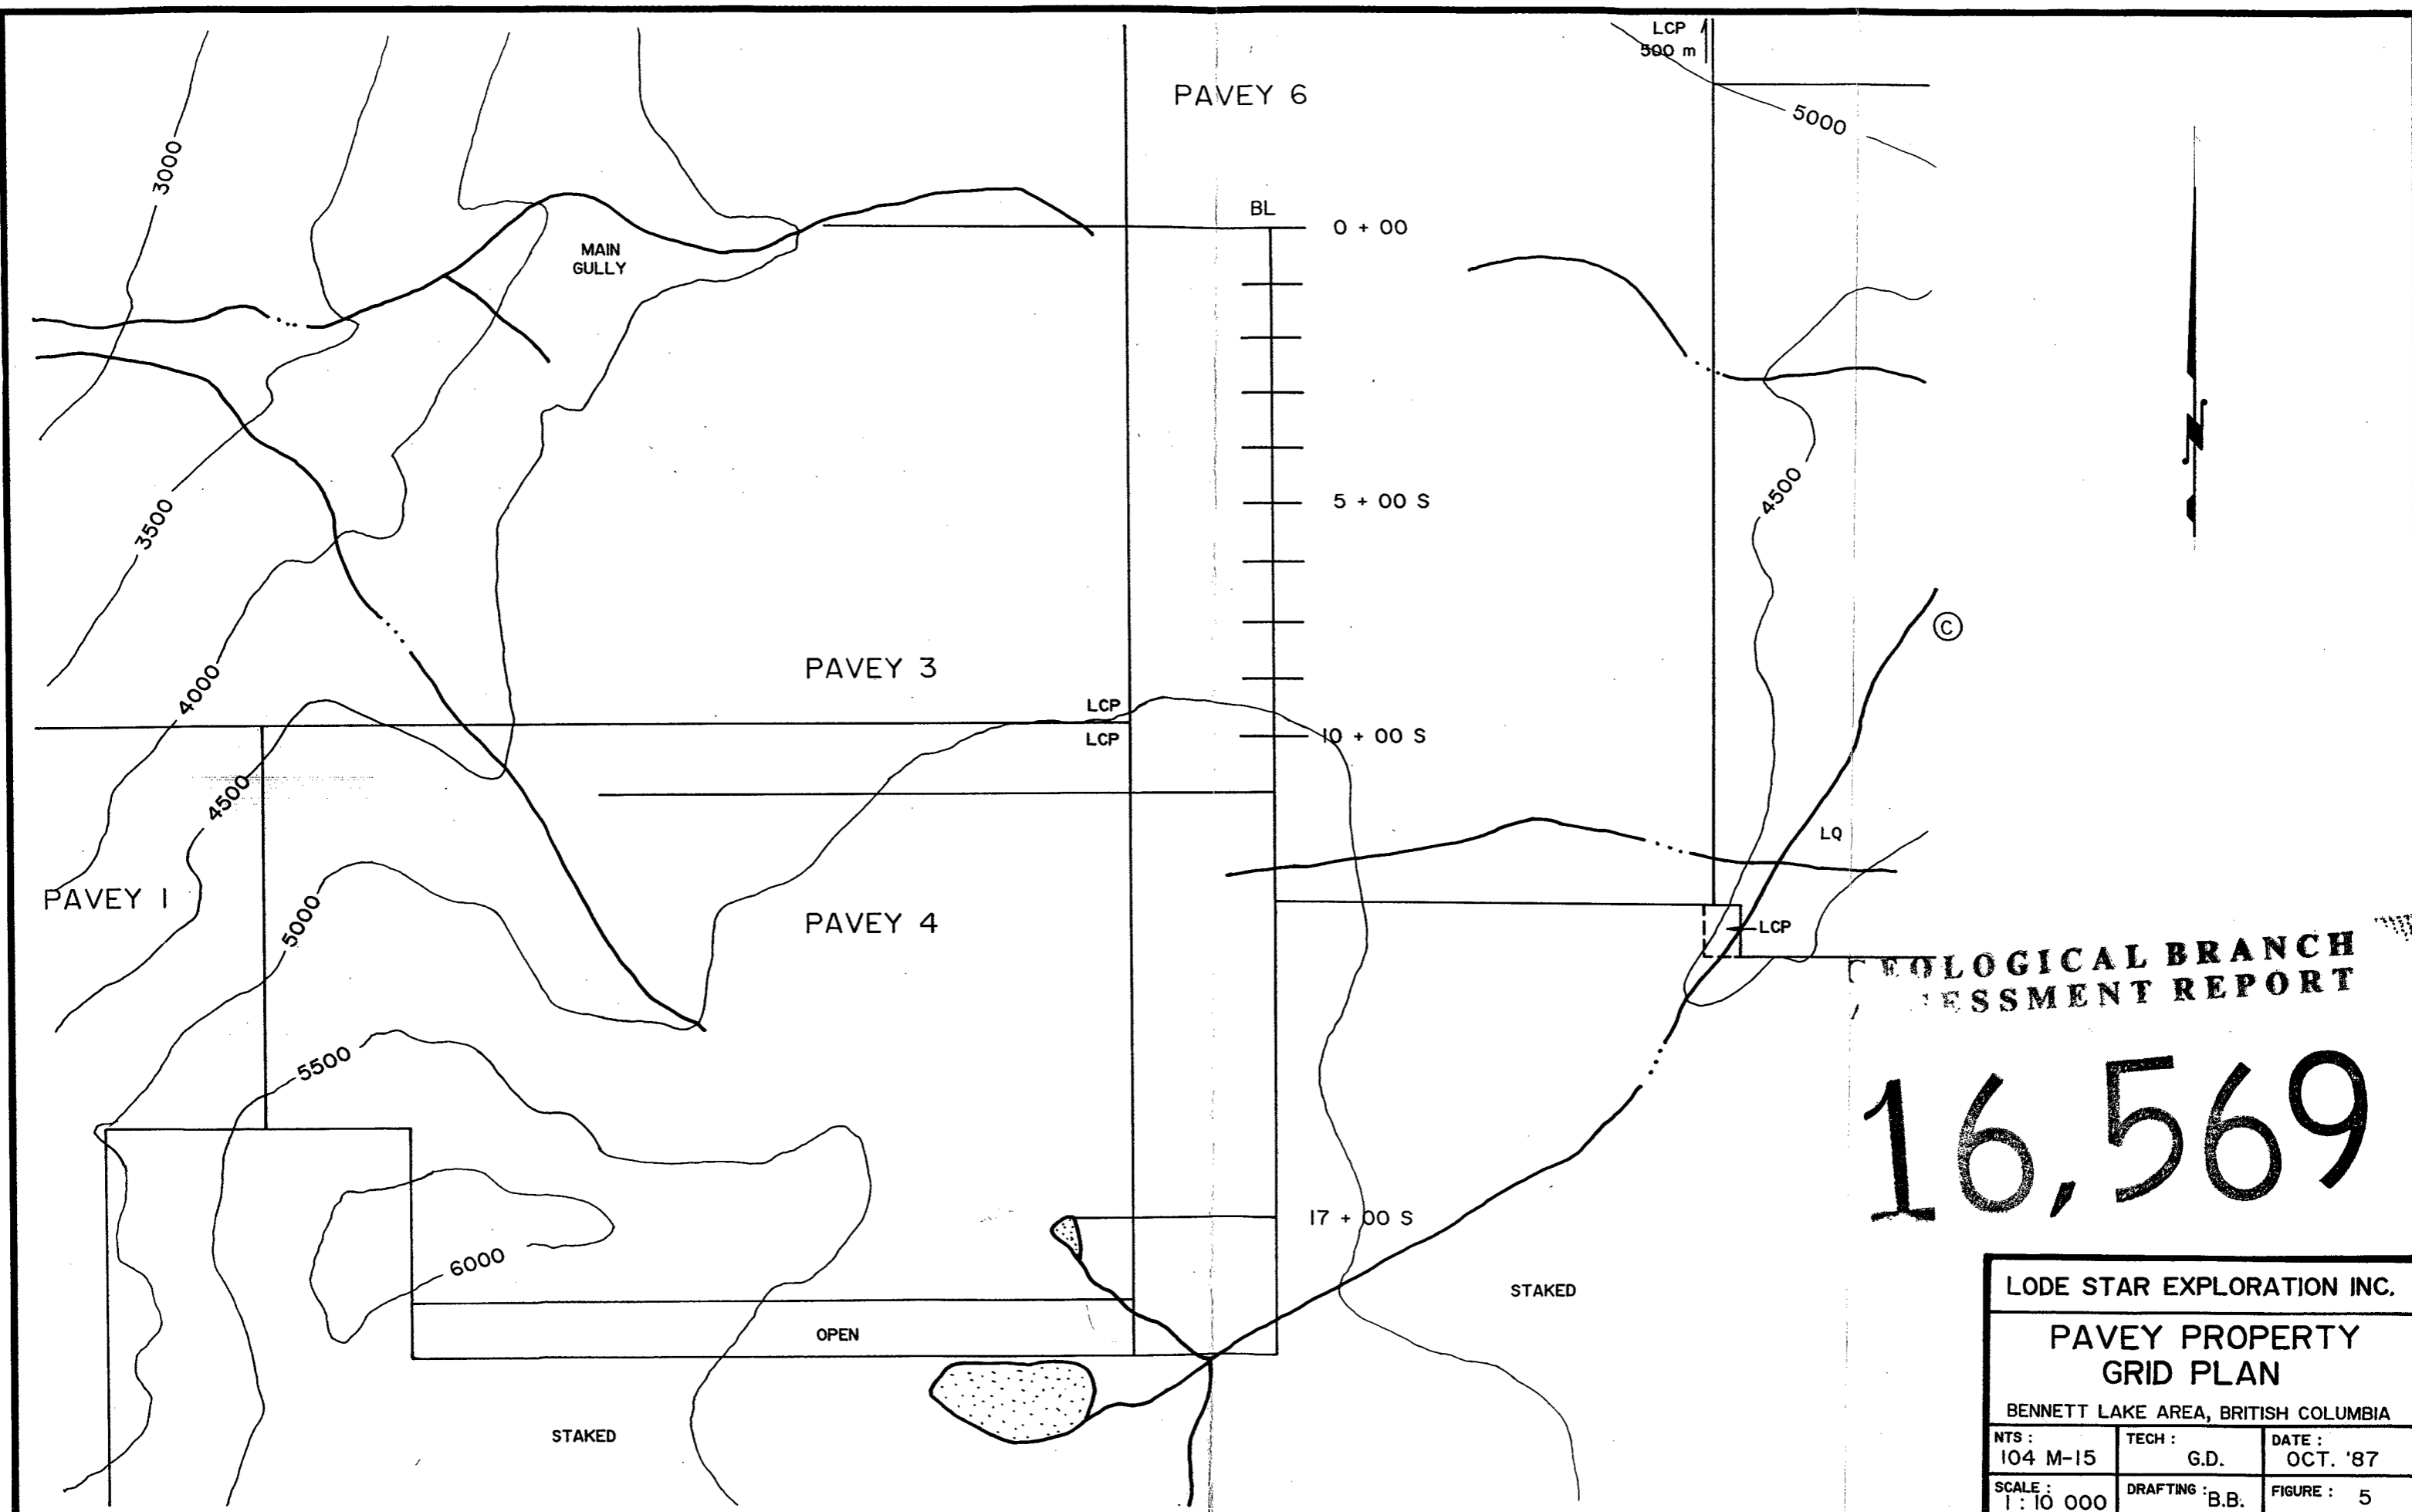 LCP
500 m
PAVEY 6
5000
3000
BL
0 + 00
MAIN
GULLY
N
4500
5 + 00 S
3500
C
PAVEY 3
4000
LCP
LCP
10 + 00 S
4500
LQ
PAVEY 1
5000
PAVEY 4
LCP
EOLOGICAL BRANCH
ESSMENT REPORT
16,569
5500
17 + 00 S
6000
STAKED
OPEN
STAKED
LODE STAR EXPLORATION INC.
PAVEY PROPERTY
GRID PLAN
BENNETT LAKE AREA, BRITISH COLUMBIA
NTS : 104 M-15
TECH : G.D.
DATE : OCT. '87
SCALE : 1 : 10 000
DRAFTING : B.B.
FIGURE : 5